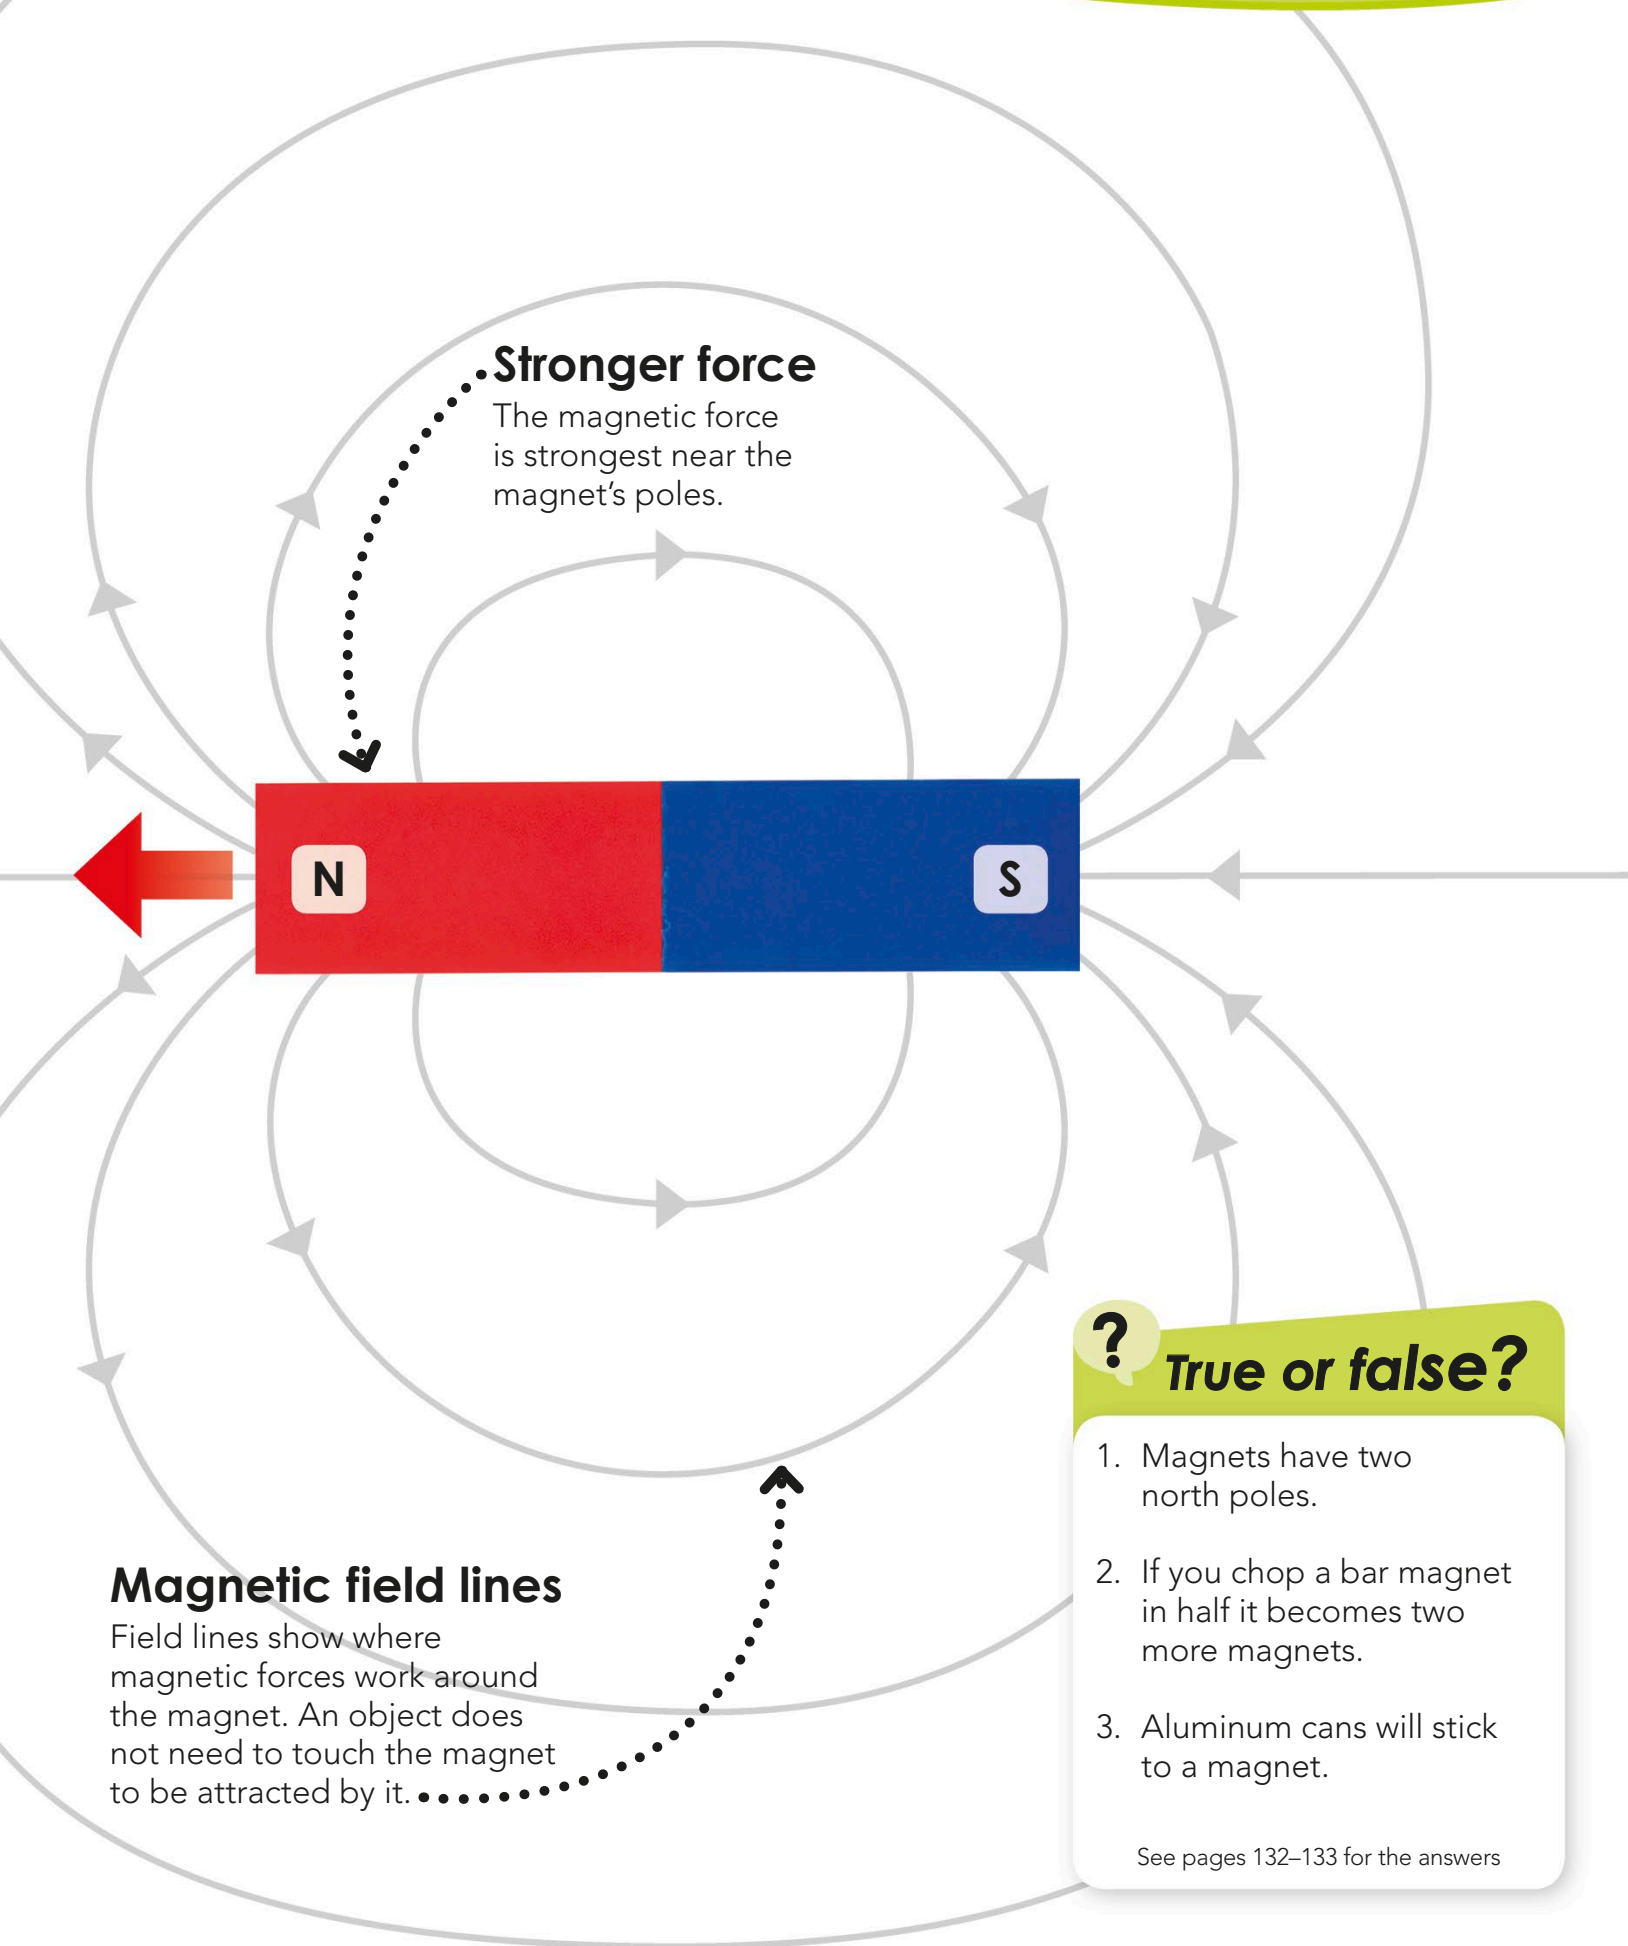 Stronger force
The magnetic force
is strongest near the
magnet's poles.
N
S
Magnetic field lines
Field lines show where
magnetic forces work around
the magnet. An object does
not need to touch the magnet
to be attracted by it.
?
True or false?
1. Magnets have two
north poles.
2. If you chop a bar magnet
in half it becomes two
more magnets.
3. Aluminum cans will stick
to a magnet.
See pages 132–133 for the answers